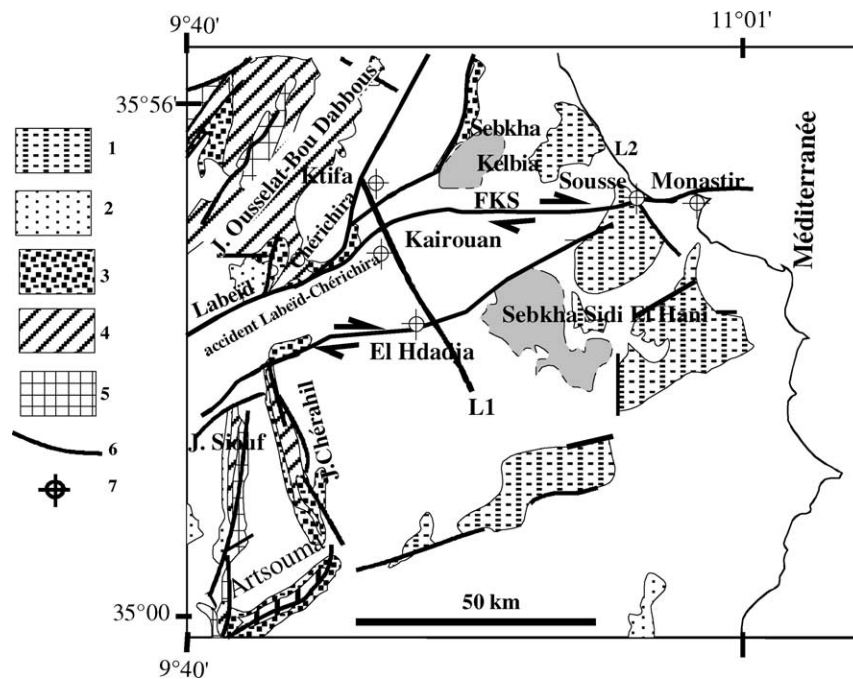 9°40'
11°01'
35°56'
1
2
3
4
5
6
7
J. Ousselat-Bou Dabbous
Ktifa
Chérichira
Sebkha
Kelbia
L2
Sousse
Monastir
FKS
Kairouan
Labeïd
accident Labeïd-Chérichira
Sebkha Sidi El Hani
El Hdadja
L1
J. Siouf
J. Chérahil
Artsouma
Méditerranée
35°00
50 km
9°40'